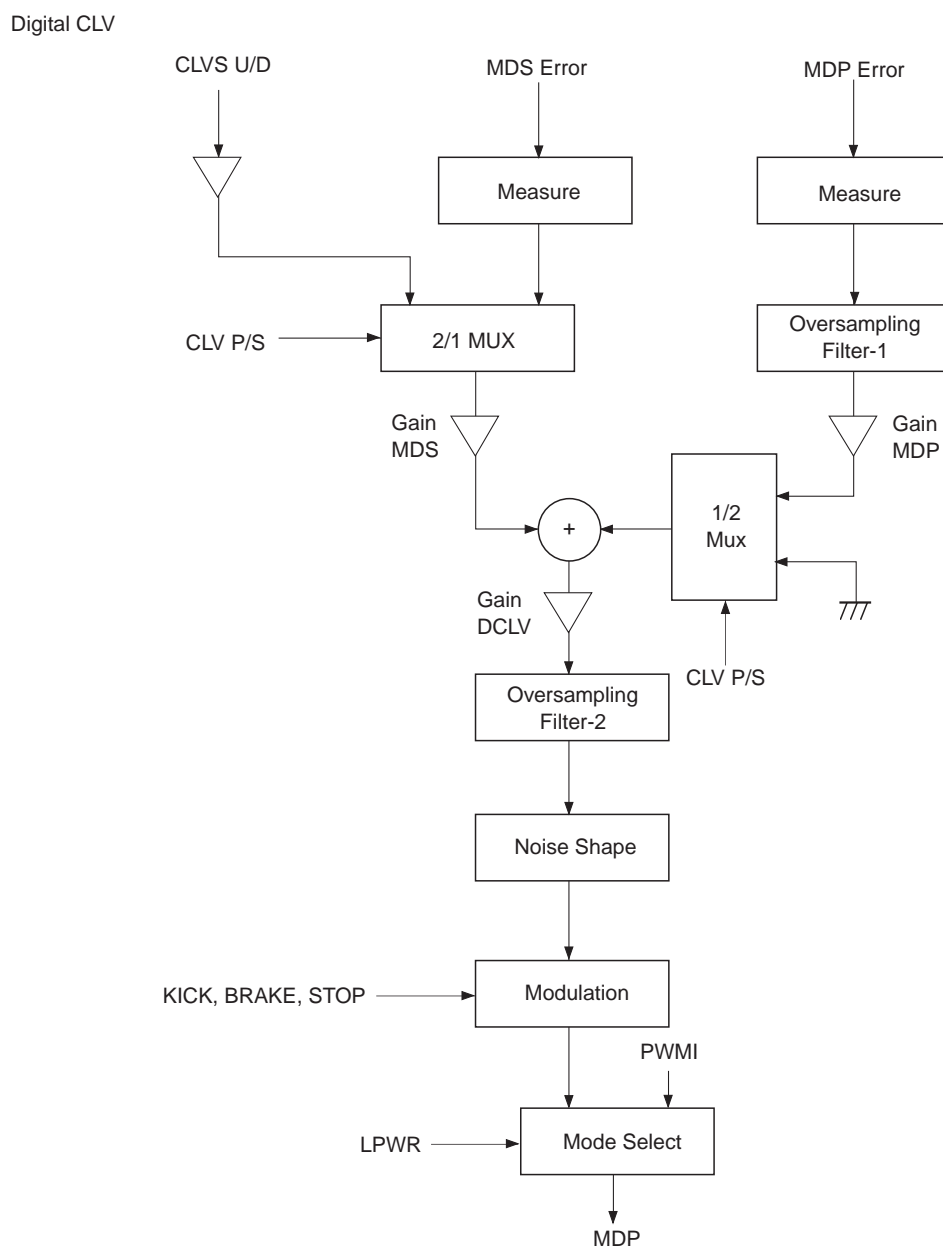 Digital CLV
CLVS U/D
MDS Error
MDP Error
Measure
Measure
CLV P/S
2/1 MUX
Oversampling
Filter-1
Gain
MDS
Gain
MDP
1/2
Mux
+
Gain
DCLV
CLV P/S
Oversampling
Filter-2
Noise Shape
KICK, BRAKE, STOP
Modulation
PWMI
LPWR
Mode Select
MDP